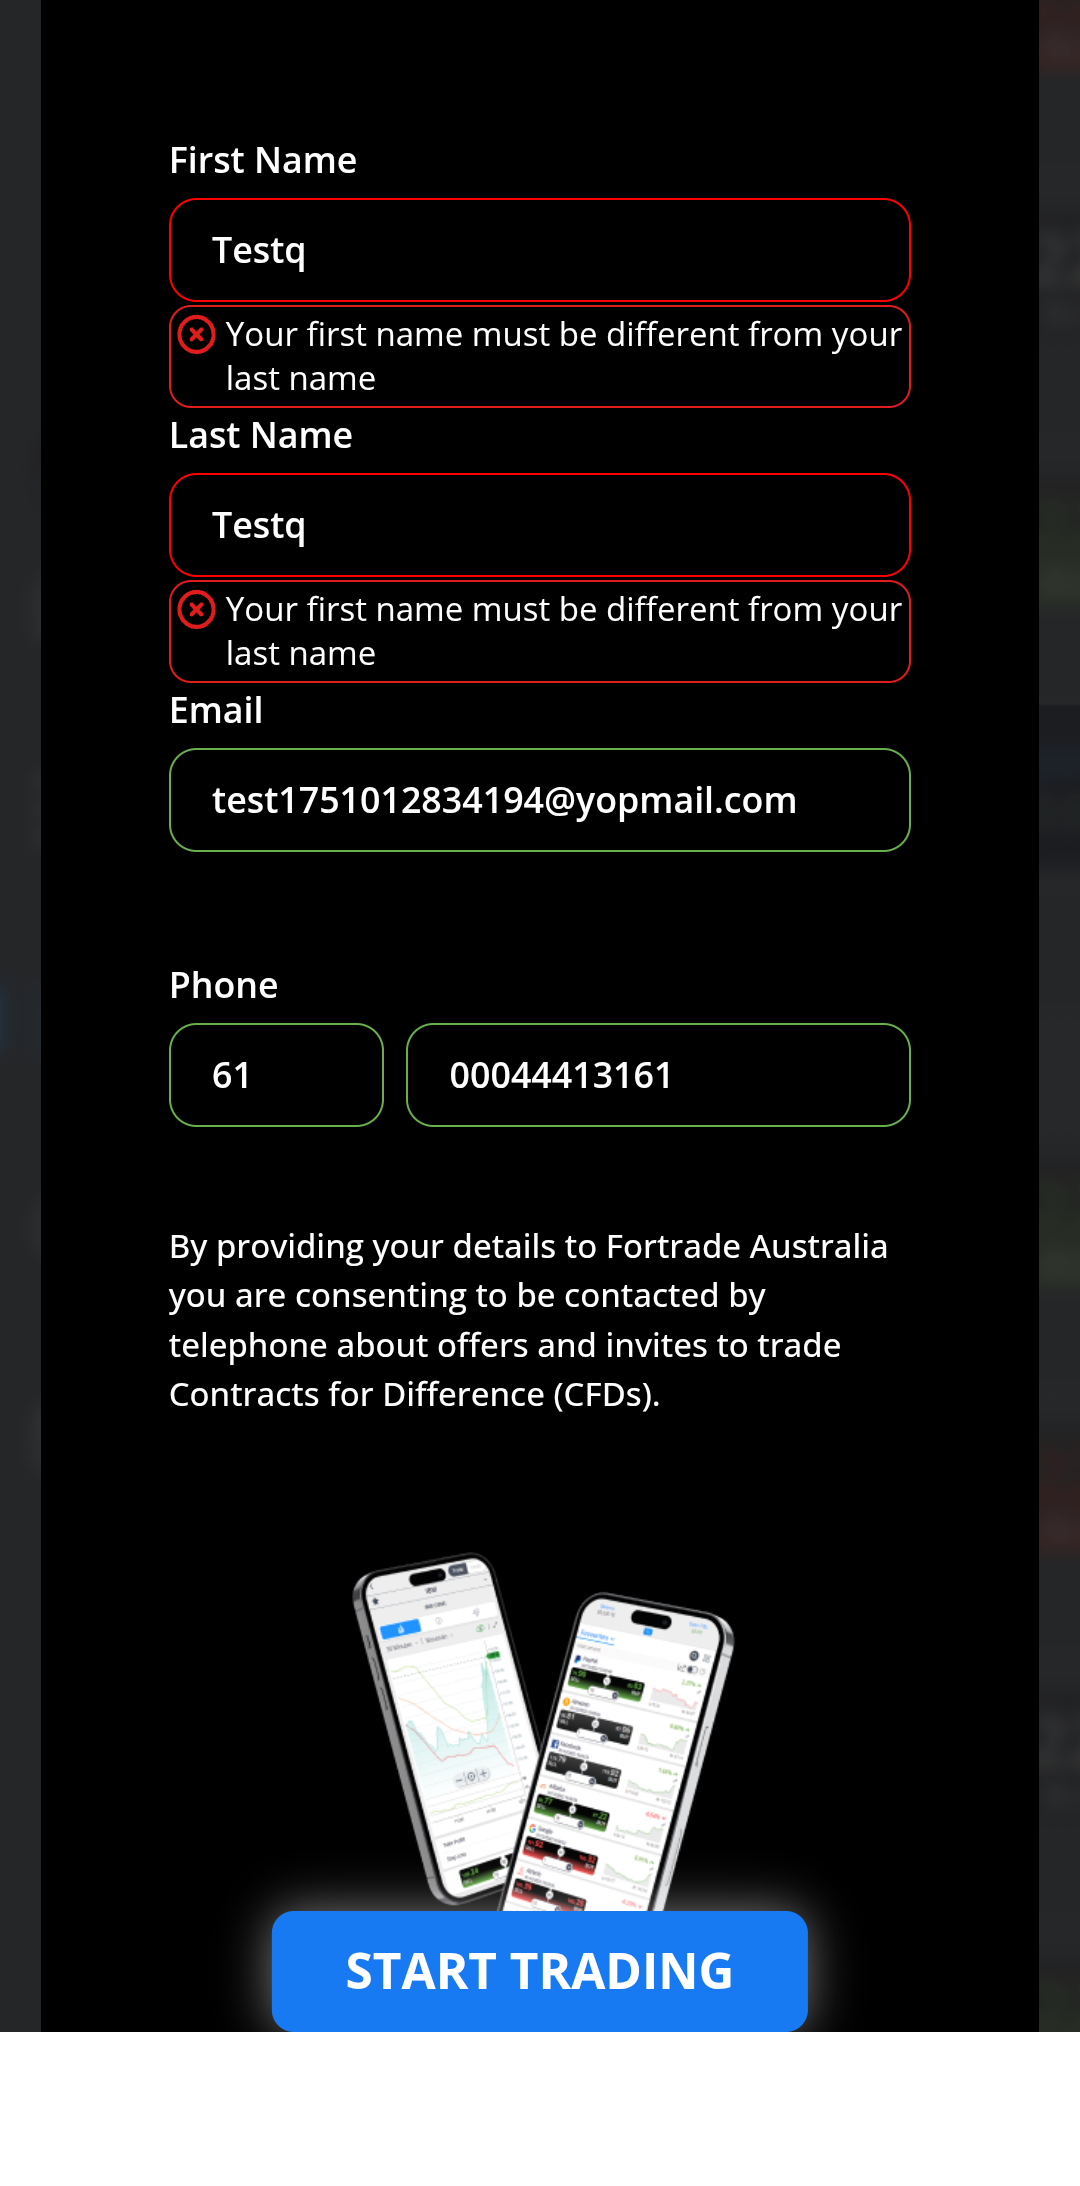 First Name
Testq
Your first name must be different from your
last name
Last Name
Testq
Your first name must be different from your
last name
Email
test1751012834194@yopmail.com
Phone
61 00044413161
By providing your details to Fortrade Australia
you are consenting to be contacted by
telephone about offers and invites to trade
Contracts for Difference (CFDs).
START TRADING